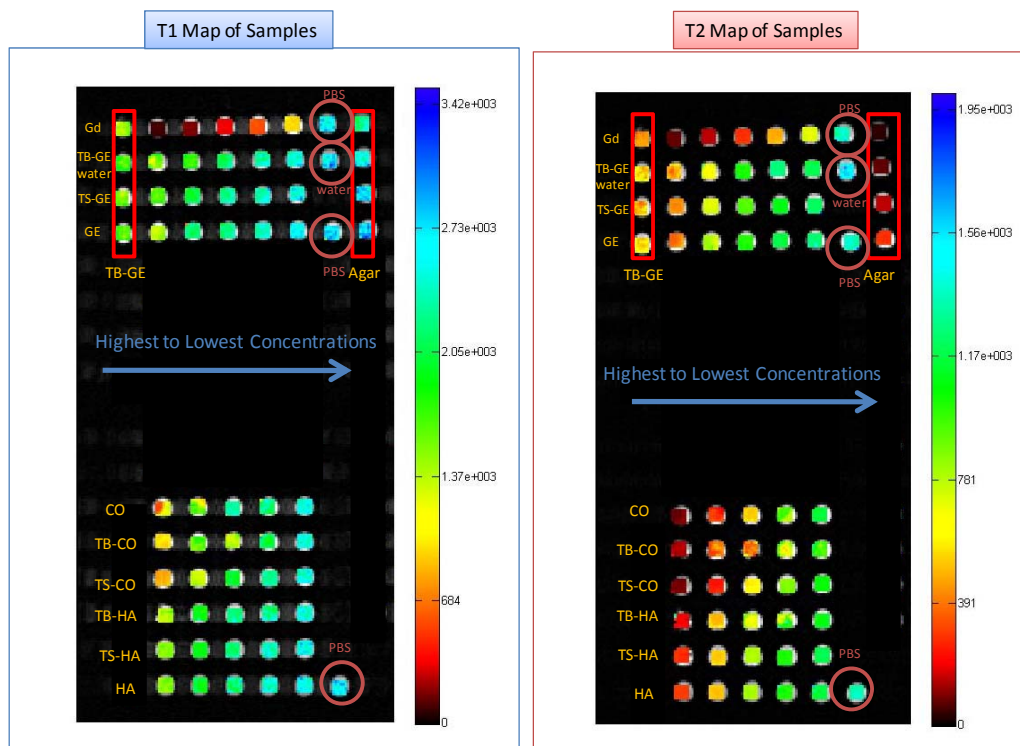 T1 Map of Samples
PBS
Gd
TB-GE
water
TS-GE
water
GE
TB-GE
PBS
Agar
Highest to Lowest Concentrations
CO
TB-CO
TS-CO
TB-HA
TS-HA
PBS
HA
3.42e+003
2.73e+003
2.05e+003
1.37e+003
684
0
T2 Map of Samples
PBS
Gd
TB-GE
water
TS-GE
water
GE
TB-GE
PBS
Agar
Highest to Lowest Concentrations
CO
TB-CO
TS-CO
TB-HA
TS-HA
PBS
HA
1.95e+003
1.56e+003
1.17e+003
781
391
0